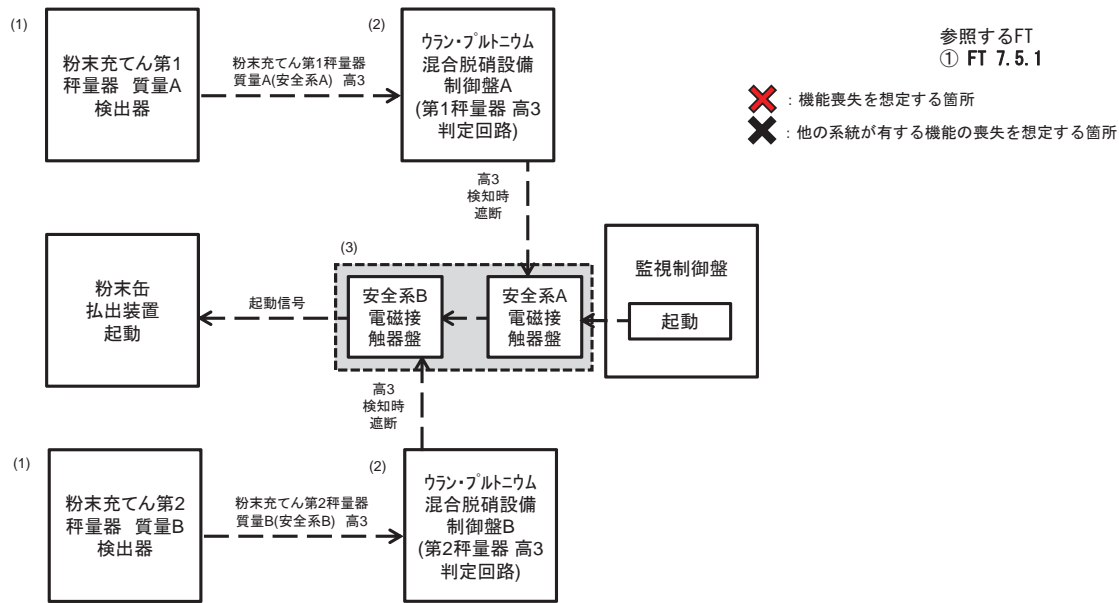 (1)
粉末充てん第1
秤量器 質量A
検出器
粉末充てん第1秤量器
質量A(安全系A) 高3
(2)
ウラン・プルトニウム
混合脱硝設備
制御盤A
(第1秤量器 高3
判定回路)
参照するFT
① FT 7.5.1
：機能喪失を想定する箇所
：他の系統が有する機能の喪失を想定する箇所
高3
検知時
遮断
粉末缶
払出装置
起動
起動信号
(3)
安全系B
電磁接
触器盤
安全系A
電磁接
触器盤
監視制御盤
起動
高3
検知時
遮断
(1)
粉末充てん第2
秤量器 質量B
検出器
粉末充てん第2秤量器
質量B(安全系B) 高3
(2)
ウラン・プルトニウム
混合脱硝設備
制御盤B
(第2秤量器 高3
判定回路)